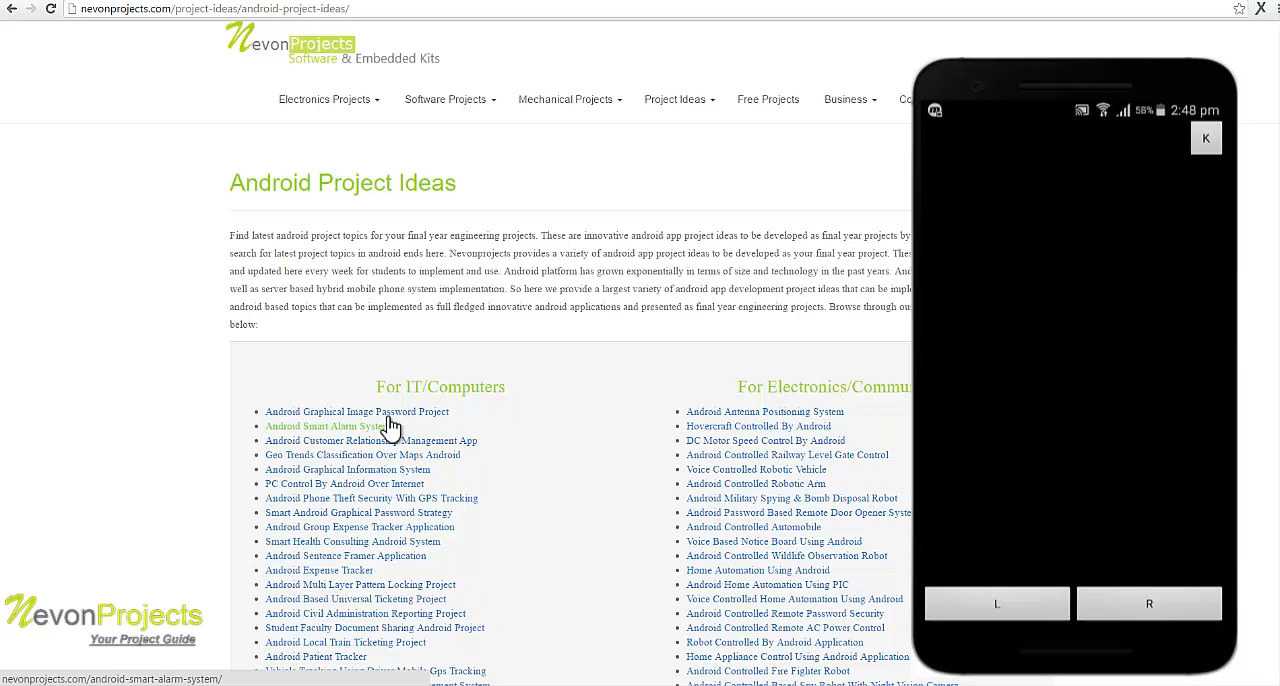 nevonprojects.com/project-ideas/android-project-ideas/
NevonProjects
Software & Embedded Kits
Electronics Projects
Software Projects
Mechanical Projects
Project Ideas
Free Projects
Business
Android Project Ideas
Find latest android project topics for your final year engineering projects. These are innovative android app project ideas to be developed as final year projects by
search for latest project topics in android ends here. Nevonprojects provides a variety of android app project ideas to be developed as your final year project.
and updated here every week for students to implement and use. Android platform has grown exponentially in terms of size and technology in the past years.
well as server based hybrid mobile phone system implementation. So here we provide a largest variety of android app development project ideas that can be
android based topics that can be implemented as full fledged innovative android applications and presented as final year engineering projects. Browse through
below:
For IT/Computers
Android Graphical Image Password Project
Android Smart Alarm
Android Customer Relationship Management App
Geo Trends Classification Over Maps Android
Android Graphical Information System
PC Control By Android Over Internet
Android Phone Theft Security With GPS Tracking
Smart Android Graphical Password Strategy
Android Group Expense Tracker Application
Smart Health Consulting Android System
Android Sentence Framer Application
Android Expense Tracker
Android Multi Layer Pattern Locking Project
Android Based Universal Ticketing Project
Android Civil Administration Reporting Project
Student Faculty Document Sharing Android Project
Android Local Train Ticketing Project
Android Patient Tracker
Vehicle Tracking Using Driver Mobile Gps Tracking
For Electronics/
Android Antenna Positioning System
Hovercraft Controlled By Android
DC Motor Speed Control By Android
Android Controlled Railway Level Gate Control
Voice Controlled Robotic Vehicle
Android Controlled Robotic Arm
Android Military Spying & Bomb Disposal Robot
Android Password Based Remote Door Opener
Android Controlled Automobile
Voice Based Notice Board Using Android
Android Controlled Wildlife Observation Robot
Home Automation Using Android
Android Home Automation Using PIC
Voice Controlled Home Automation Using Android
Android Controlled Remote Password Security
Android Controlled Remote AC Power Control
Robot Controlled By Android Application
Home Appliance Control Using Android Application
Android Controlled Fire Fighter Robot
Android Controlled Based Spy Robot With Night Vision Camera
58% 2:48 pm
K
L
R
NevonProjects
Your Project Guide
nevonprojects.com/android-smart-alarm-system/